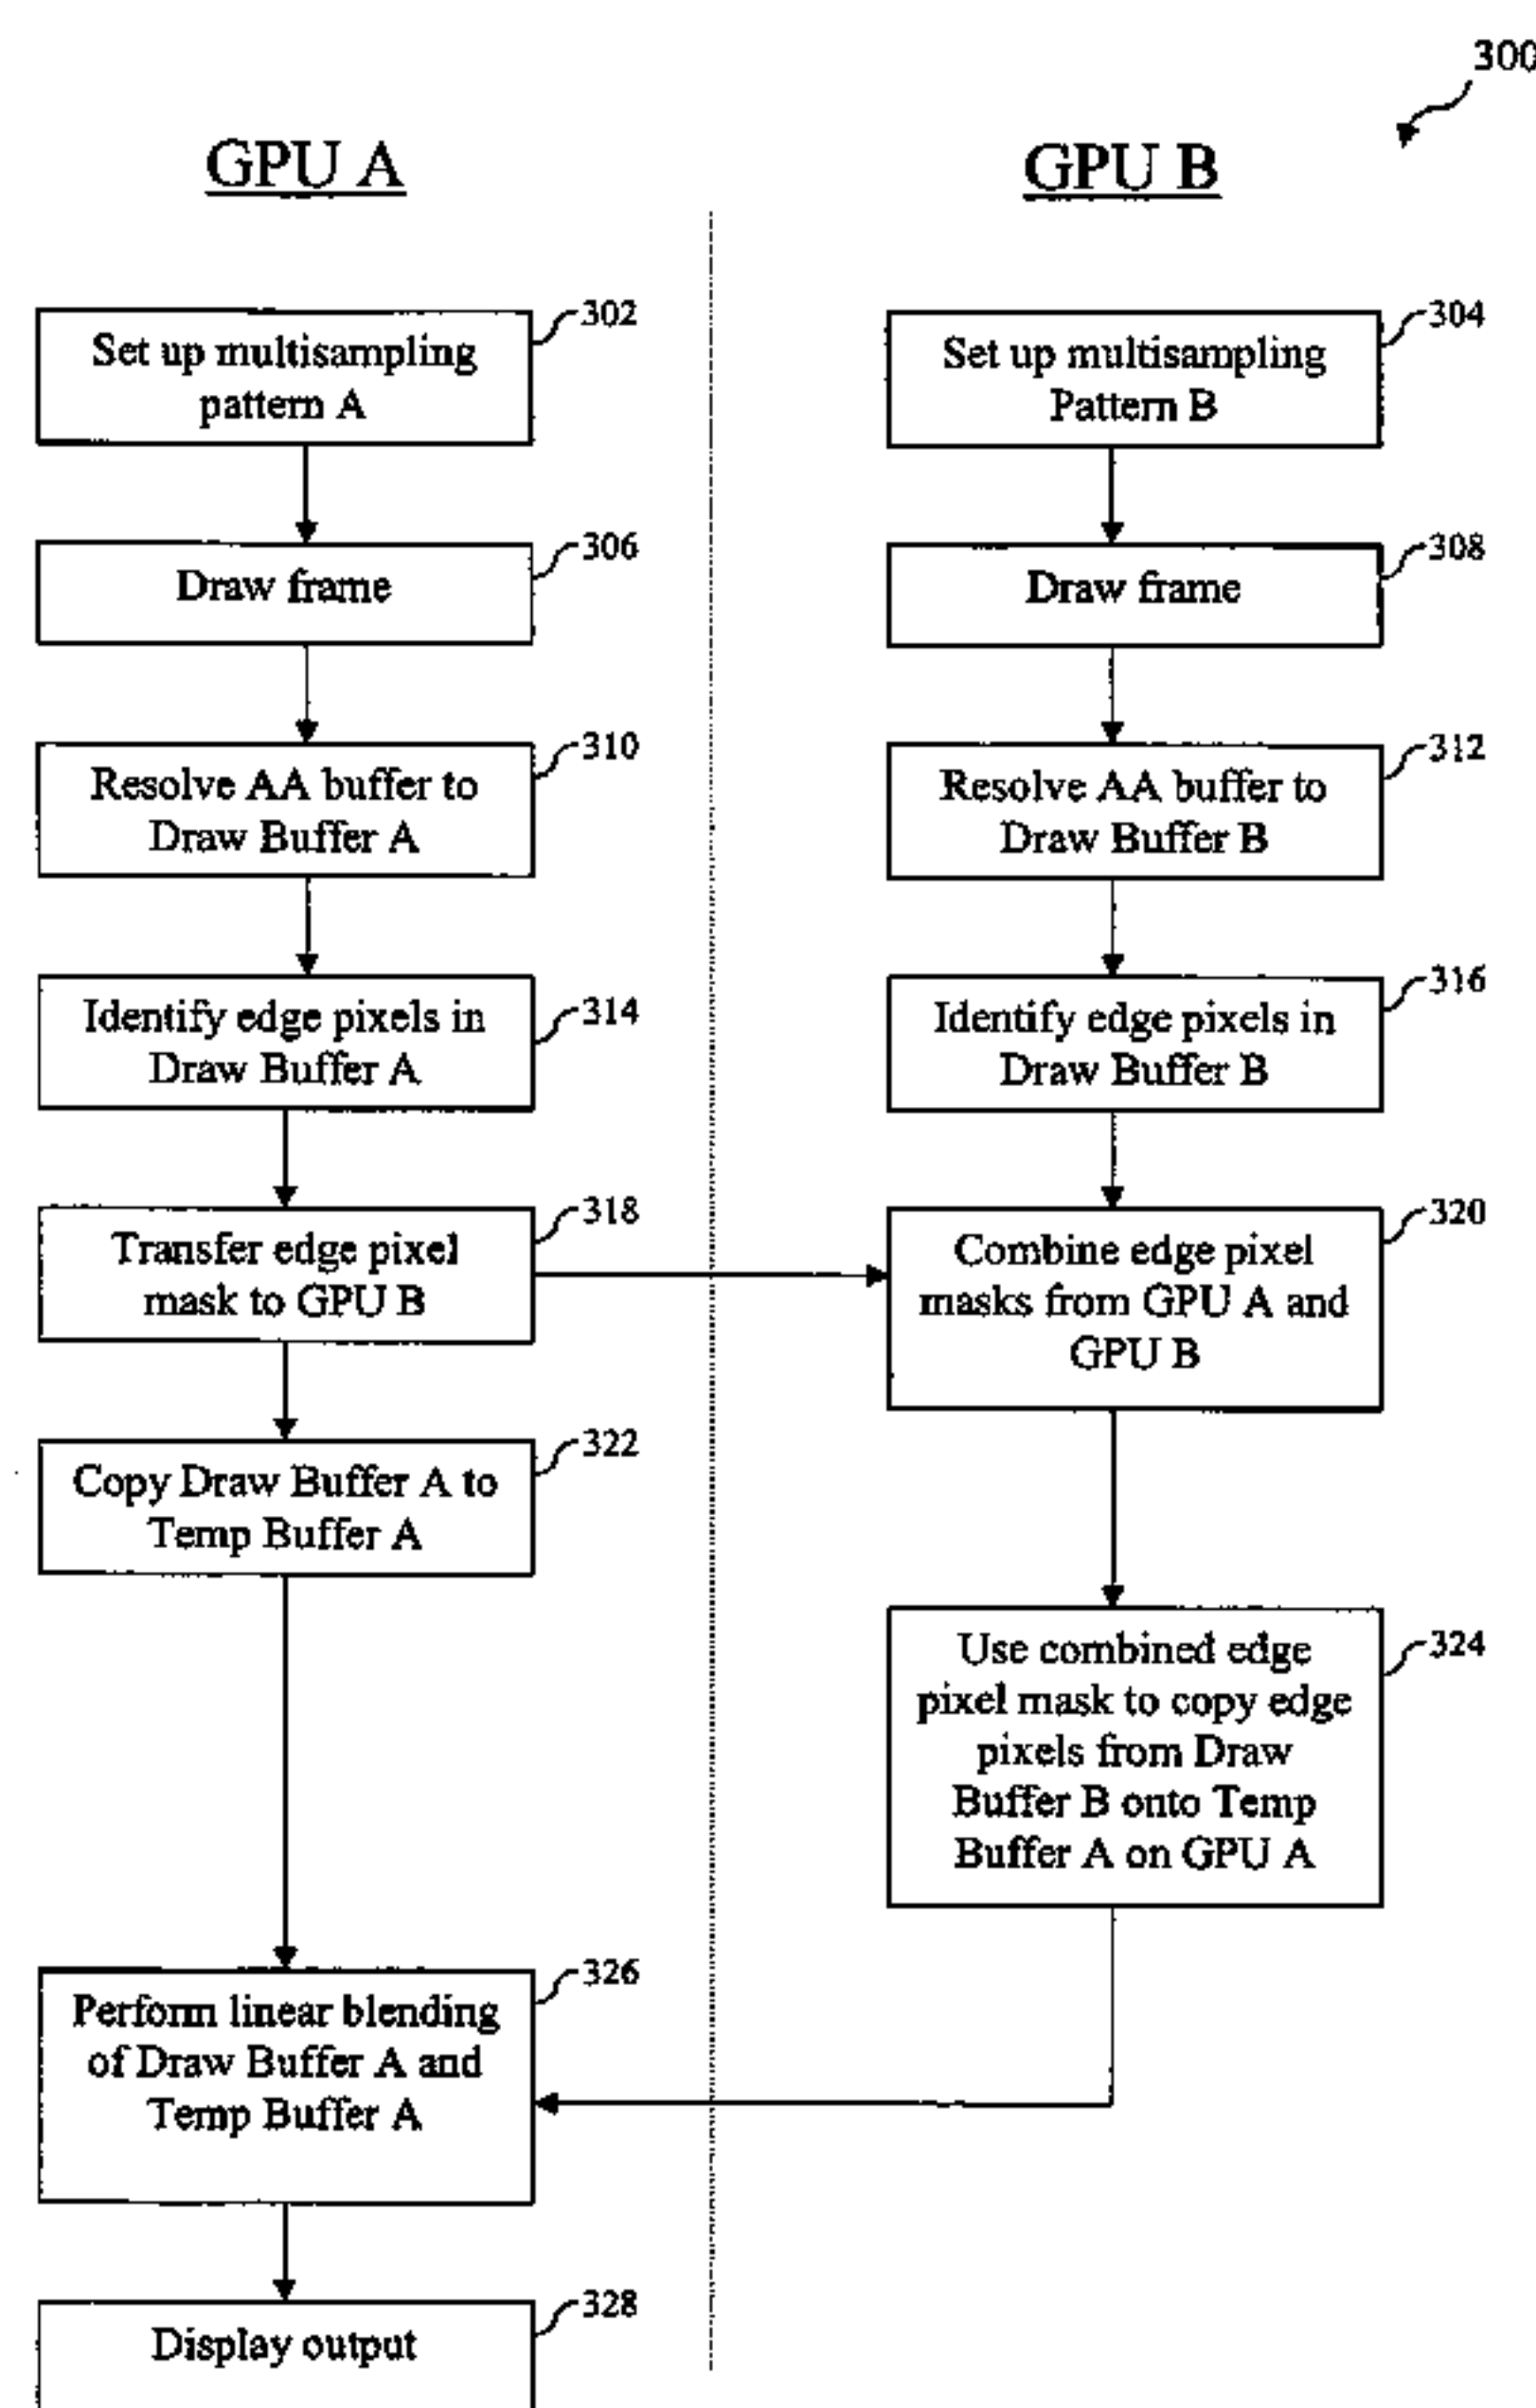 300
GPU A
GPU B
302
Set up multisampling
pattern A
304
Set up multisampling
Pattern B
306
Draw frame
308
Draw frame
310
Resolve AA buffer to
Draw Buffer A
312
Resolve AA buffer to
Draw Buffer B
314
Identify edge pixels in
Draw Buffer A
316
Identify edge pixels in
Draw Buffer B
318
Transfer edge pixel
mask to GPU B
320
Combine edge pixel
masks from GPU A and
GPU B
322
Copy Draw Buffer A to
Temp Buffer A
324
Use combined edge
pixel mask to copy edge
pixels from Draw
Buffer B onto Temp
Buffer A on GPU A
326
Perform linear blending
of Draw Buffer A and
Temp Buffer A
328
Display output